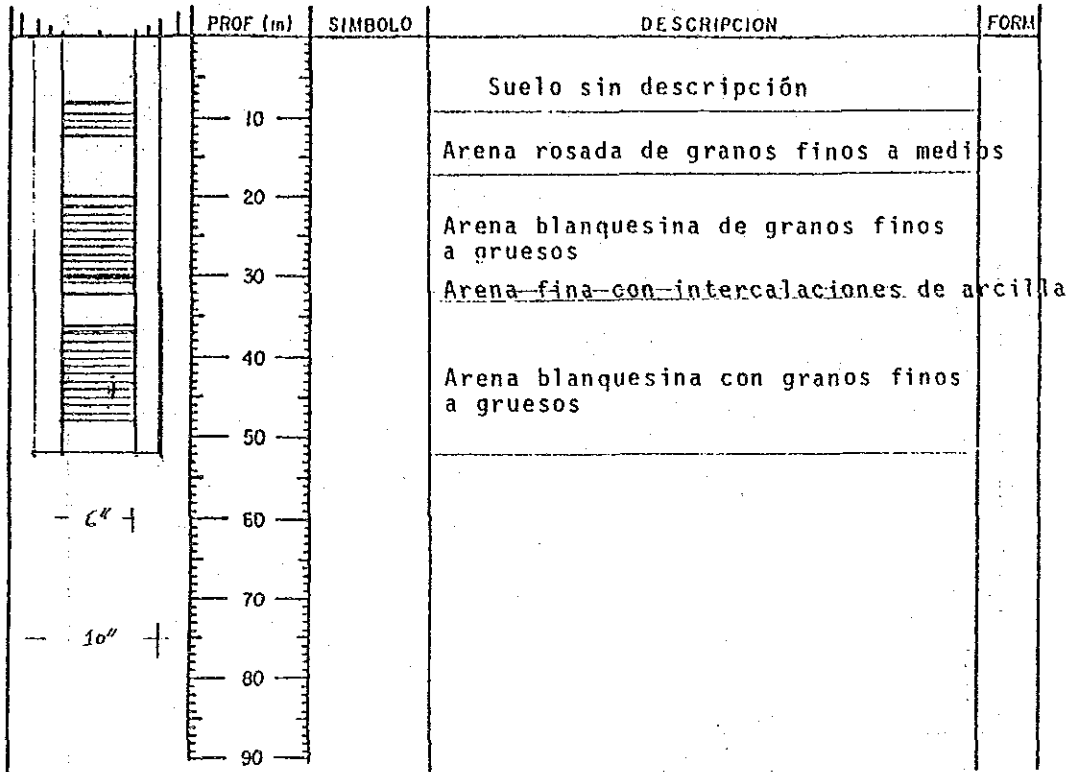 PROF (m) SIMBOLO DESCRIPCION FORM
Suelo sin descripción
10
Arena rosada de granos finos a medios
20
Arena blanquesina de granos finos
a gruesos
30
Arena fina con intercalaciones de arcilla
40
Arena blanquesina con granos finos
a gruesos
50
6" 60
70
10"
80
90